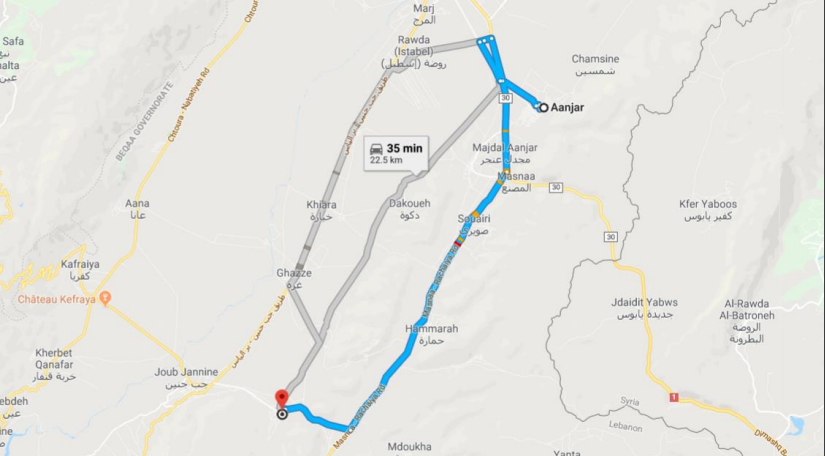 Marj
المرج
Safa
Rawda
(Istabel)
روضة (إسطبل)
Chamsine
شمسين
Aanjar
30
BEQAA GOVERNORATE
Chtoura - Nabatiyeh Rd
35 min
22.5 km
Majdal Aanjar
مجدل عنجر
Masnaa
المصنع
30
Aana
عانا
Khiara
خيارة
Dakoueh
دكوة
Souairi
صويري
Kfer Yaboos
كفير يابوس
30
Kafraiya
كفريا
Château Kefraya
Ghazze
غزة
Hammarah
حمارة
Jdaidit Yabws
جديدة يابوس
Al-Rawda
Al-Batroneh
الروضة
البطرونة
Kherbet
Qanafar
خربة قنفار
Joub Jannine
جب جنين
1
Syria
Lebanon
Mdoukha
Yanta